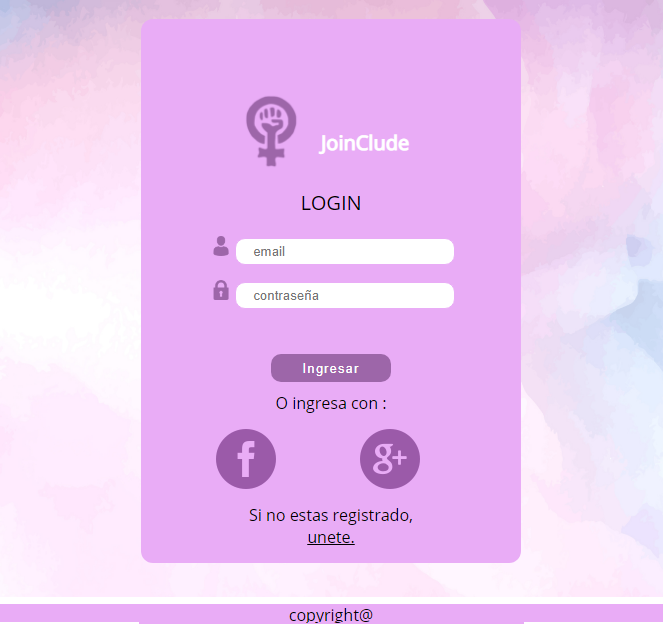 JoinClude
LOGIN
email
contraseña
Ingresar
O ingresa con :
f
g+
Si no estas registrado,
unete.
copyright@